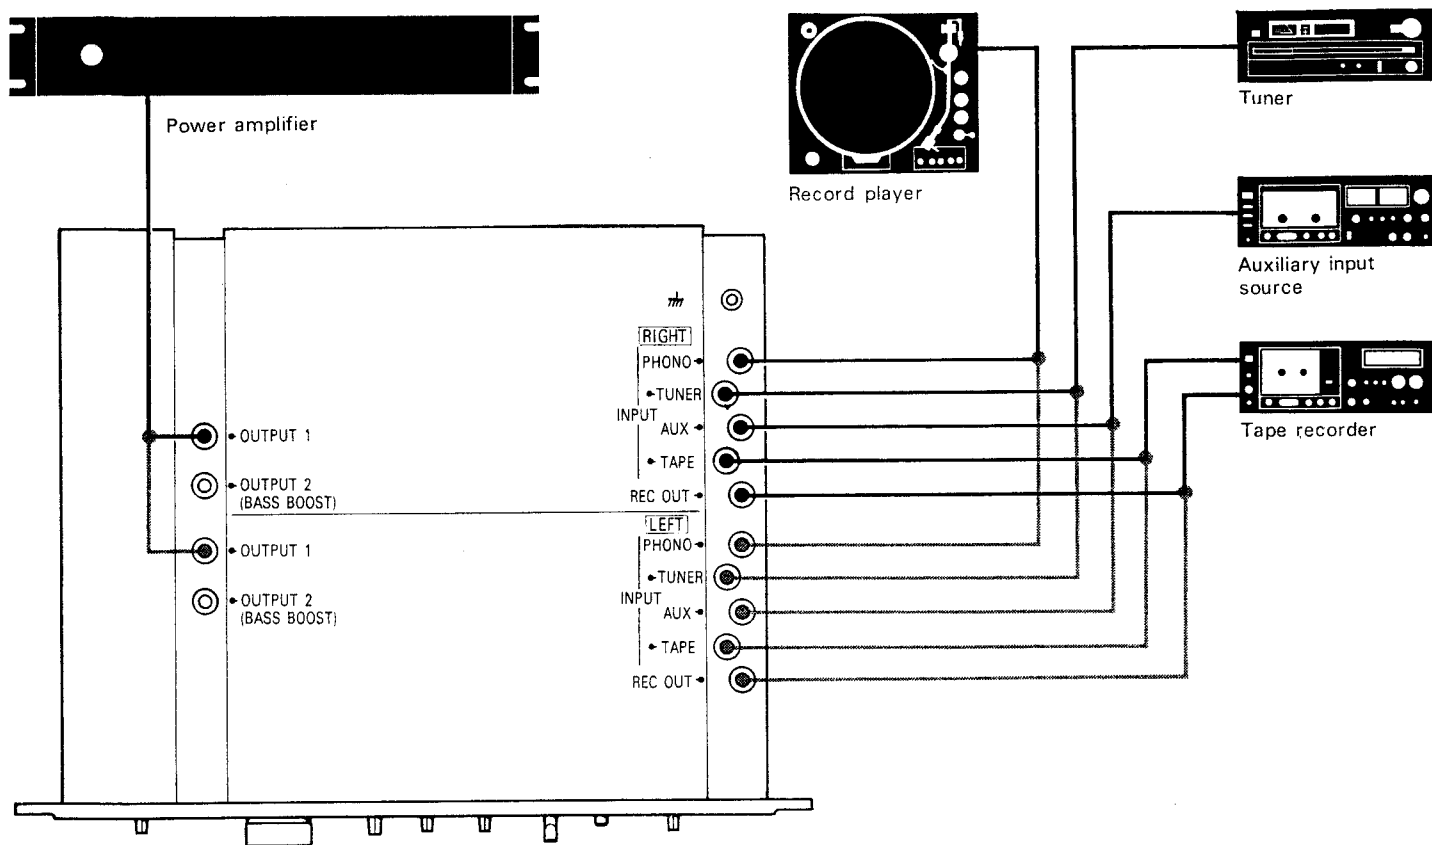 Power amplifier
Record player
Tuner
Auxiliary input
source
Tape recorder
OUTPUT 1
OUTPUT 2
(BASS BOOST)
OUTPUT 1
OUTPUT 2
(BASS BOOST)
RIGHT
PHONO
TUNER
INPUT
AUX
TAPE
REC OUT
LEFT
PHONO
TUNER
INPUT
AUX
TAPE
REC OUT